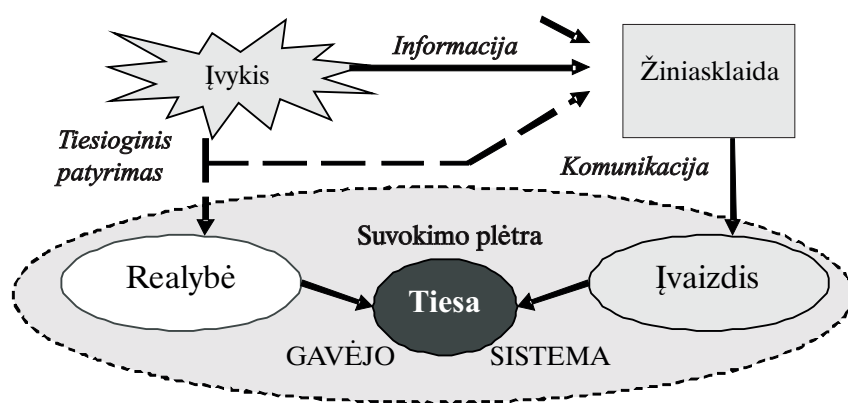 Informacija
Įvykis
Žiniasklaida
Tiesioginis
patyrimas
Komunikacija
Suvokimo plėtra
Realybė
Tiesa
Įvaizdis
GAVĖJO SISTEMA